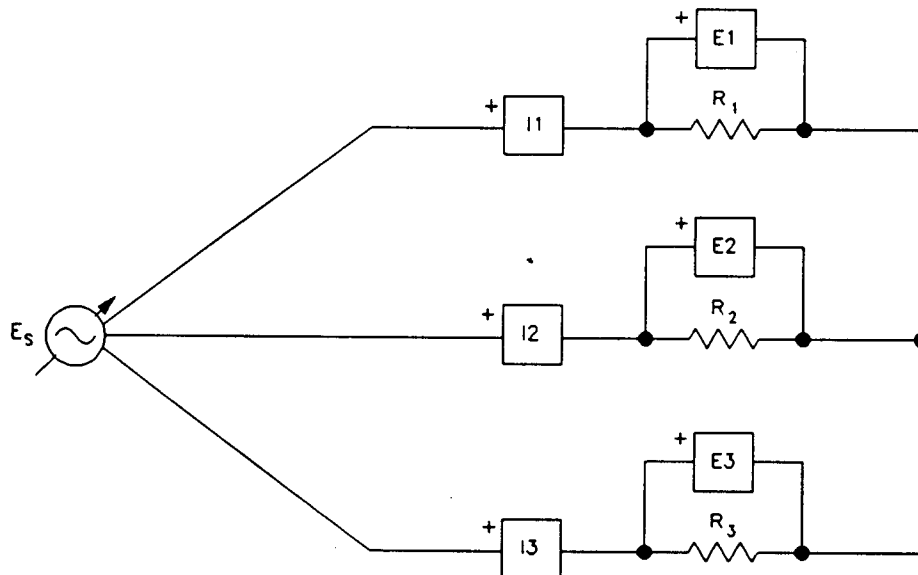 + E1
R1
+ I1
+ E2
R2
Es
+ I2
+ E3
R3
+ I3